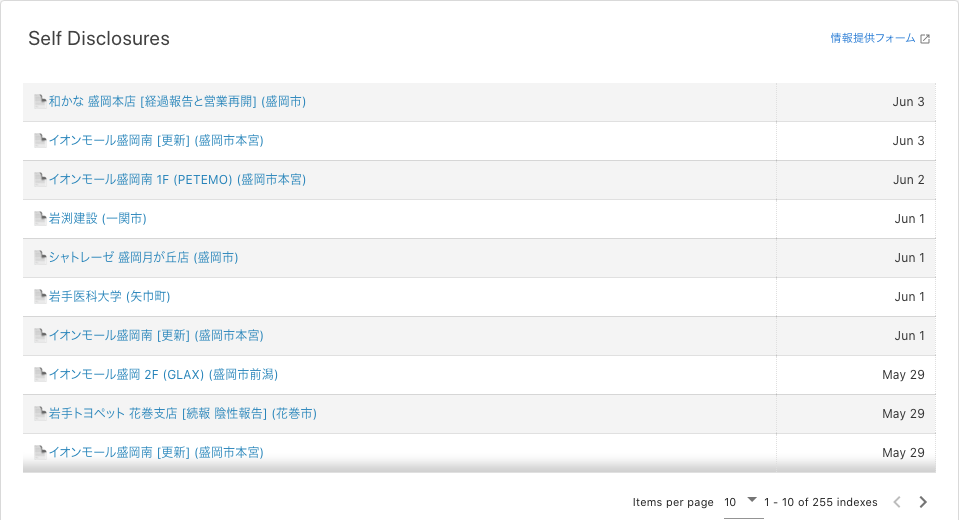 Self Disclosures
情報提供フォーム
和かな 盛岡本店 [経過報告と営業再開] (盛岡市)
Jun 3
イオンモール盛岡南 [更新] (盛岡市本宮)
Jun 3
イオンモール盛岡南 1F (PETEMO) (盛岡市本宮)
Jun 2
岩渕建設 (一関市)
Jun 1
シャトレーゼ 盛岡月が丘店 (盛岡市)
Jun 1
岩手医科大学 (矢巾町)
Jun 1
イオンモール盛岡南 [更新] (盛岡市本宮)
Jun 1
イオンモール盛岡 2F (GLAX) (盛岡市前潟)
May 29
岩手トヨペット 花巻支店 [続報 陰性報告] (花巻市)
May 29
イオンモール盛岡南 [更新] (盛岡市本宮)
May 29
Items per page 10 1 - 10 of 255 indexes